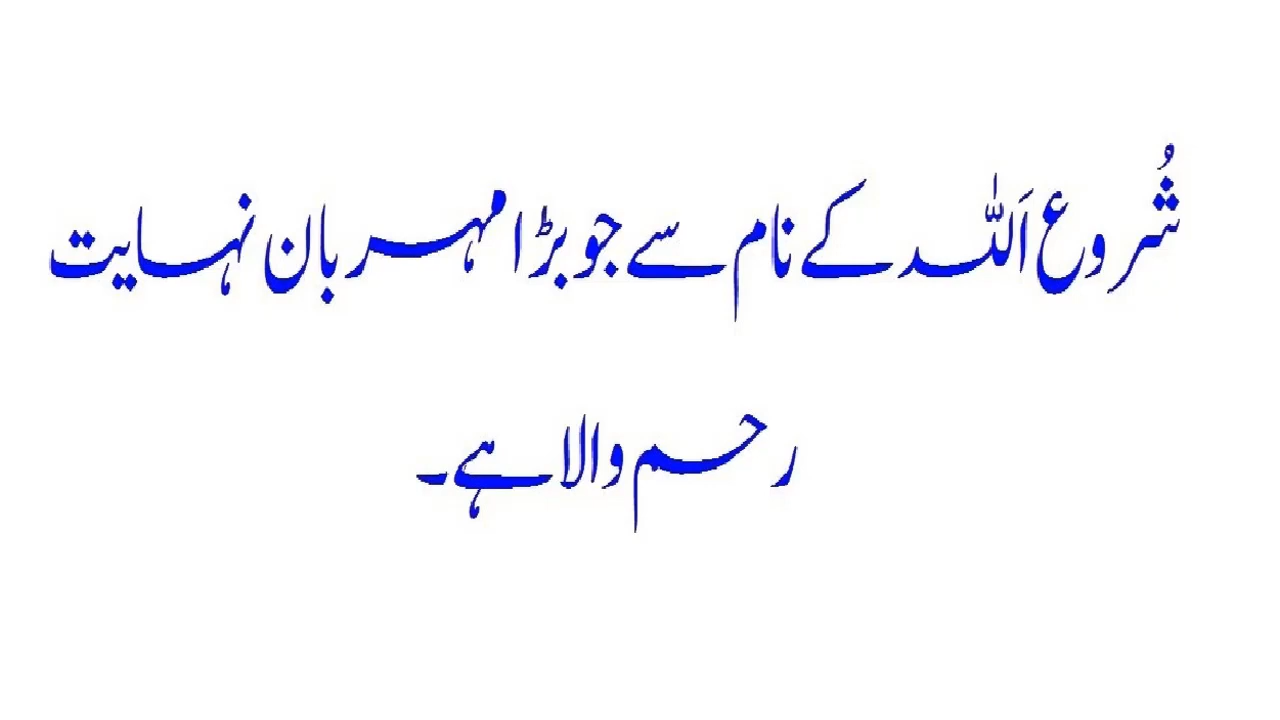 شُروع اَللہ کے نام سے جو بڑا مہربان نہایت
رحم والا ہے۔